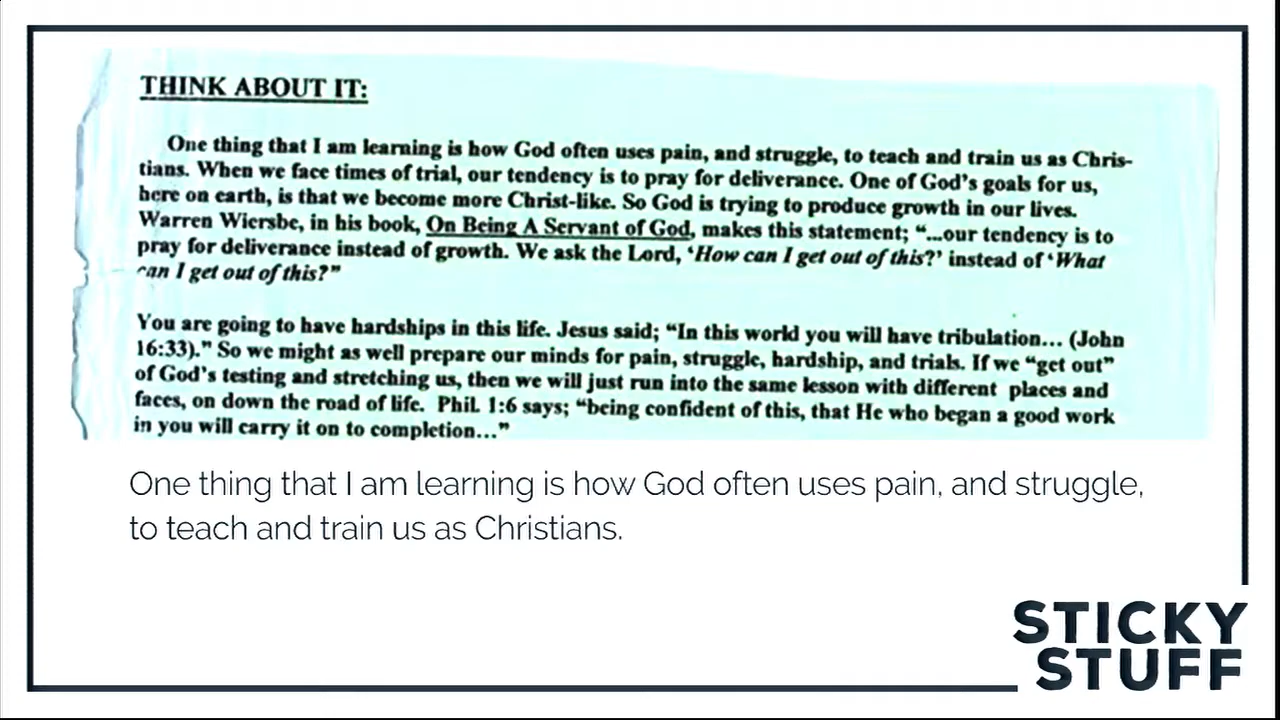 THINK ABOUT IT:
One thing that I am learning is how God often uses pain, and struggle, to teach and train us as Chris-
tians. When we face times of trial, our tendency is to pray for deliverance. One of God's goals for us,
here on earth, is that we become more Christ-like. So God is trying to produce growth in our lives.
Warren Wiersbe, in his book, On Being A Servant of God, makes this statement; “...our tendency is to
pray for deliverance instead of growth. We ask the Lord, ‘How can I get out of this?’ instead of ‘What
can I get out of this?”
You are going to have hardships in this life. Jesus said; “In this world you will have tribulation... (John
16:33).” So we might as well prepare our minds for pain, struggle, hardship, and trials. If we “get out”
of God's testing and stretching us, then we will just run into the same lesson with different places and
faces, on down the road of life. Phil. 1:6 says; “being confident of this, that He who began a good work
in you will carry it on to completion...”
One thing that I am learning is how God often uses pain, and struggle,
to teach and train us as Christians.
STICKY
STUFF